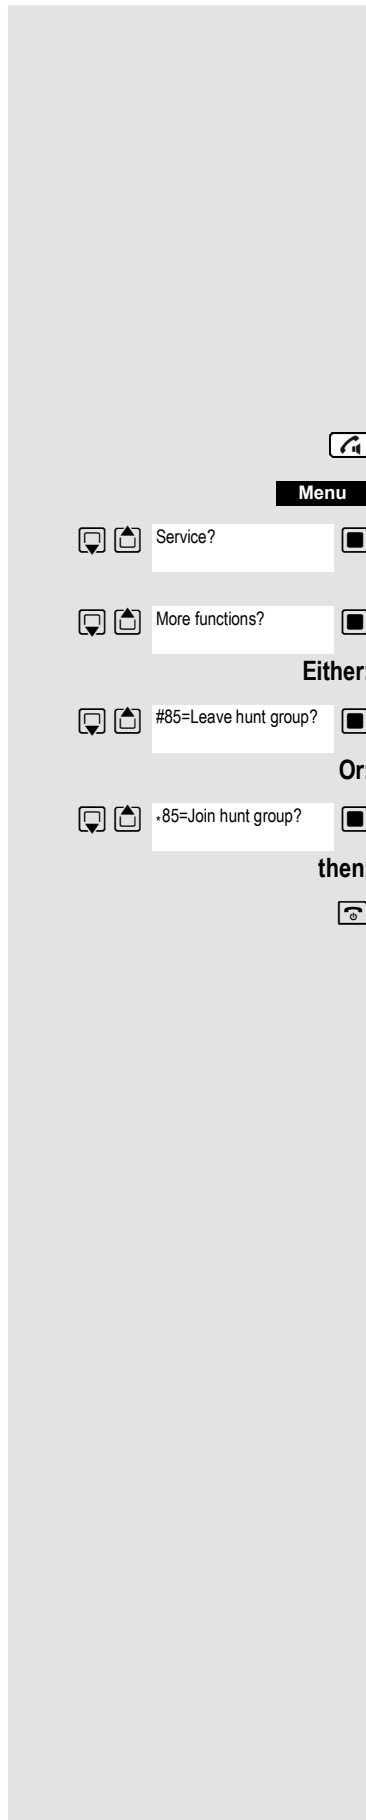 Menu
Service?
More functions?
Either:
#85=Leave hunt group?
Or:
*85=Join hunt group?
then: